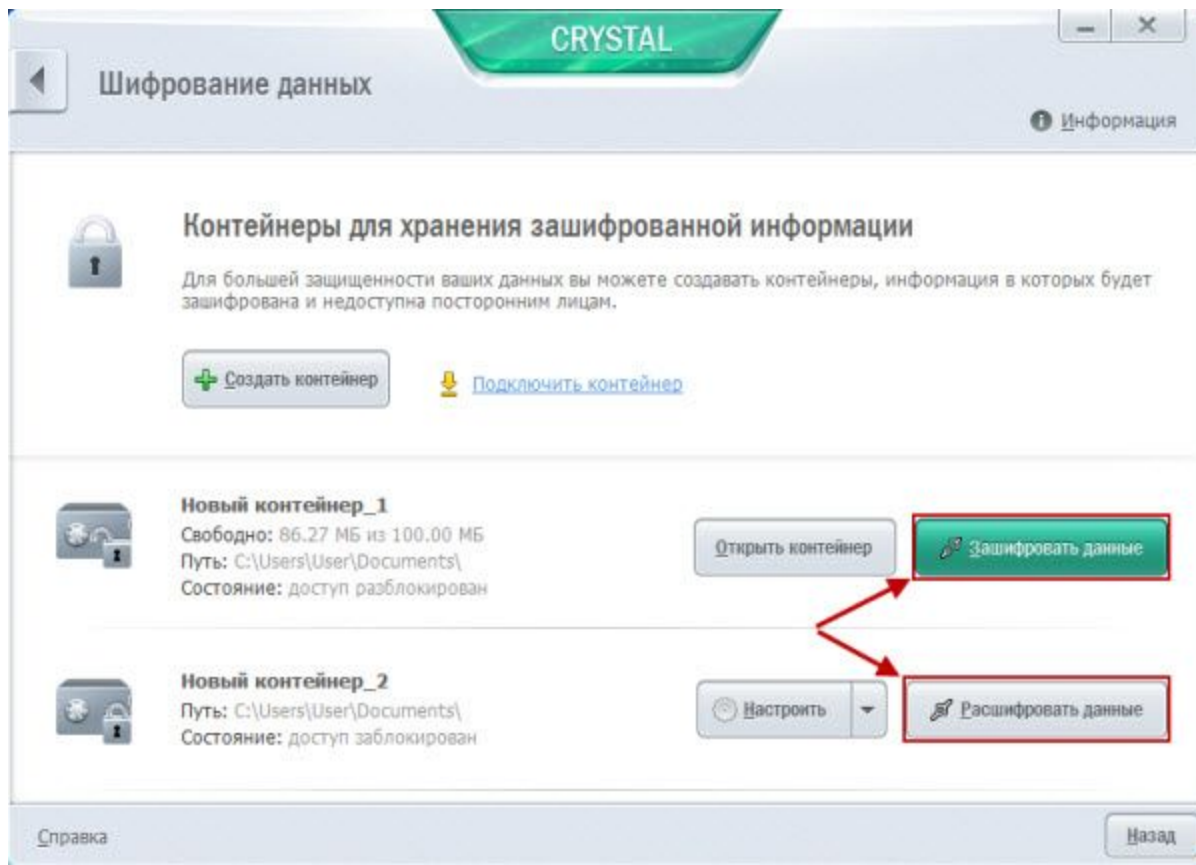 CRYSTAL
Шифрование данных
Информация
Контейнеры для хранения зашифрованной информации
Для большей защищенности ваших данных вы можете создавать контейнеры, информация в которых будет
зашифрована и недоступна посторонним лицам.
Создать контейнер
Подключить контейнер
Новый контейнер_1
Свободно: 86.27 МБ из 100.00 МБ
Путь: C:\Users\User\Documents\
Состояние: доступ разблокирован
Открыть контейнер
Зашифровать данные
Новый контейнер_2
Путь: C:\Users\User\Documents\
Состояние: доступ заблокирован
Настроить
Расшифровать данные
Справка
Назад